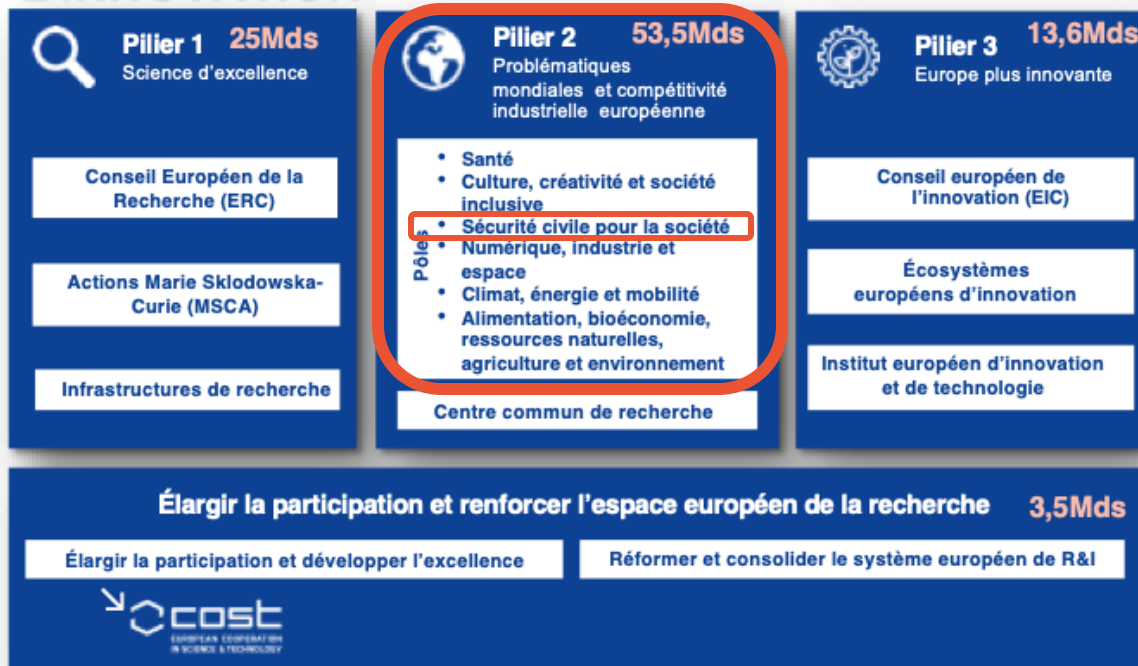 Pilier 1 25Mds
Science d'excellence
Conseil Européen de la
Recherche (ERC)
Actions Marie Sklodowska-
Curie (MSCA)
Infrastructures de recherche
Pilier 2 53,5Mds
Problématiques
mondiales et compétitivité
industrielle européenne
Pôles
• Santé
• Culture, créativité et société
inclusive
• Sécurité civile pour la société
• Numérique, industrie et
espace
• Climat, énergie et mobilité
• Alimentation, bioéconomie,
ressources naturelles,
agriculture et environnement
Centre commun de recherche
Pilier 3 13,6Mds
Europe plus innovante
Conseil européen de
l'innovation (EIC)
Écosystèmes
européens d'innovation
Institut européen d'innovation
et de technologie
Élargir la participation et renforcer l'espace européen de la recherche 3,5Mds
Élargir la participation et développer l'excellence
Réformer et consolider le système européen de R&I
cost
EUROPEAN COOPERATION
IN SCIENCE & TECHNOLOGY